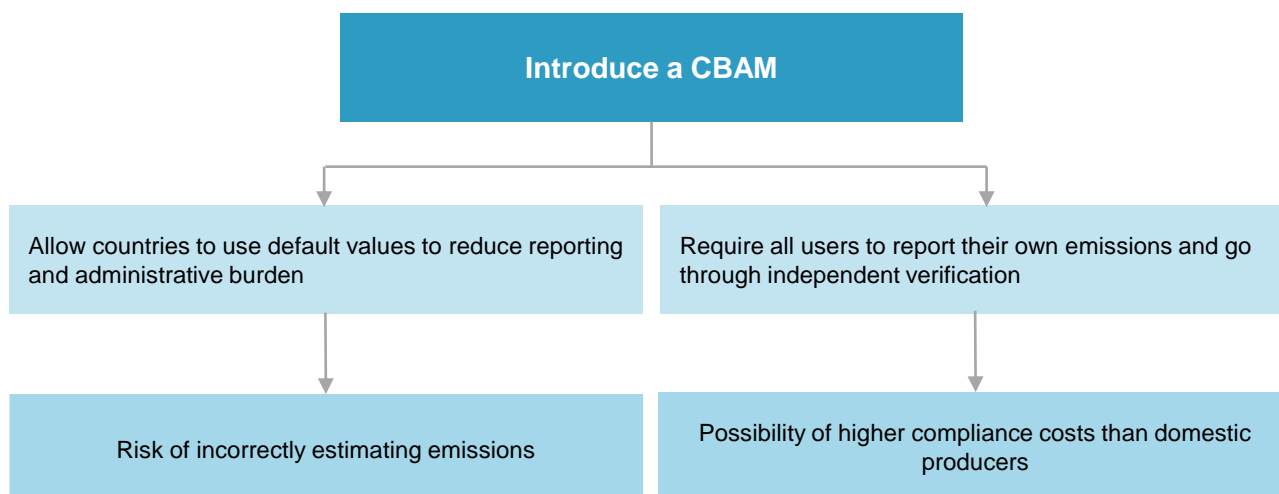 Introduce a CBAM
Allow countries to use default values to reduce reporting
and administrative burden
Require all users to report their own emissions and go
through independent verification
Risk of incorrectly estimating emissions
Possibility of higher compliance costs than domestic
producers